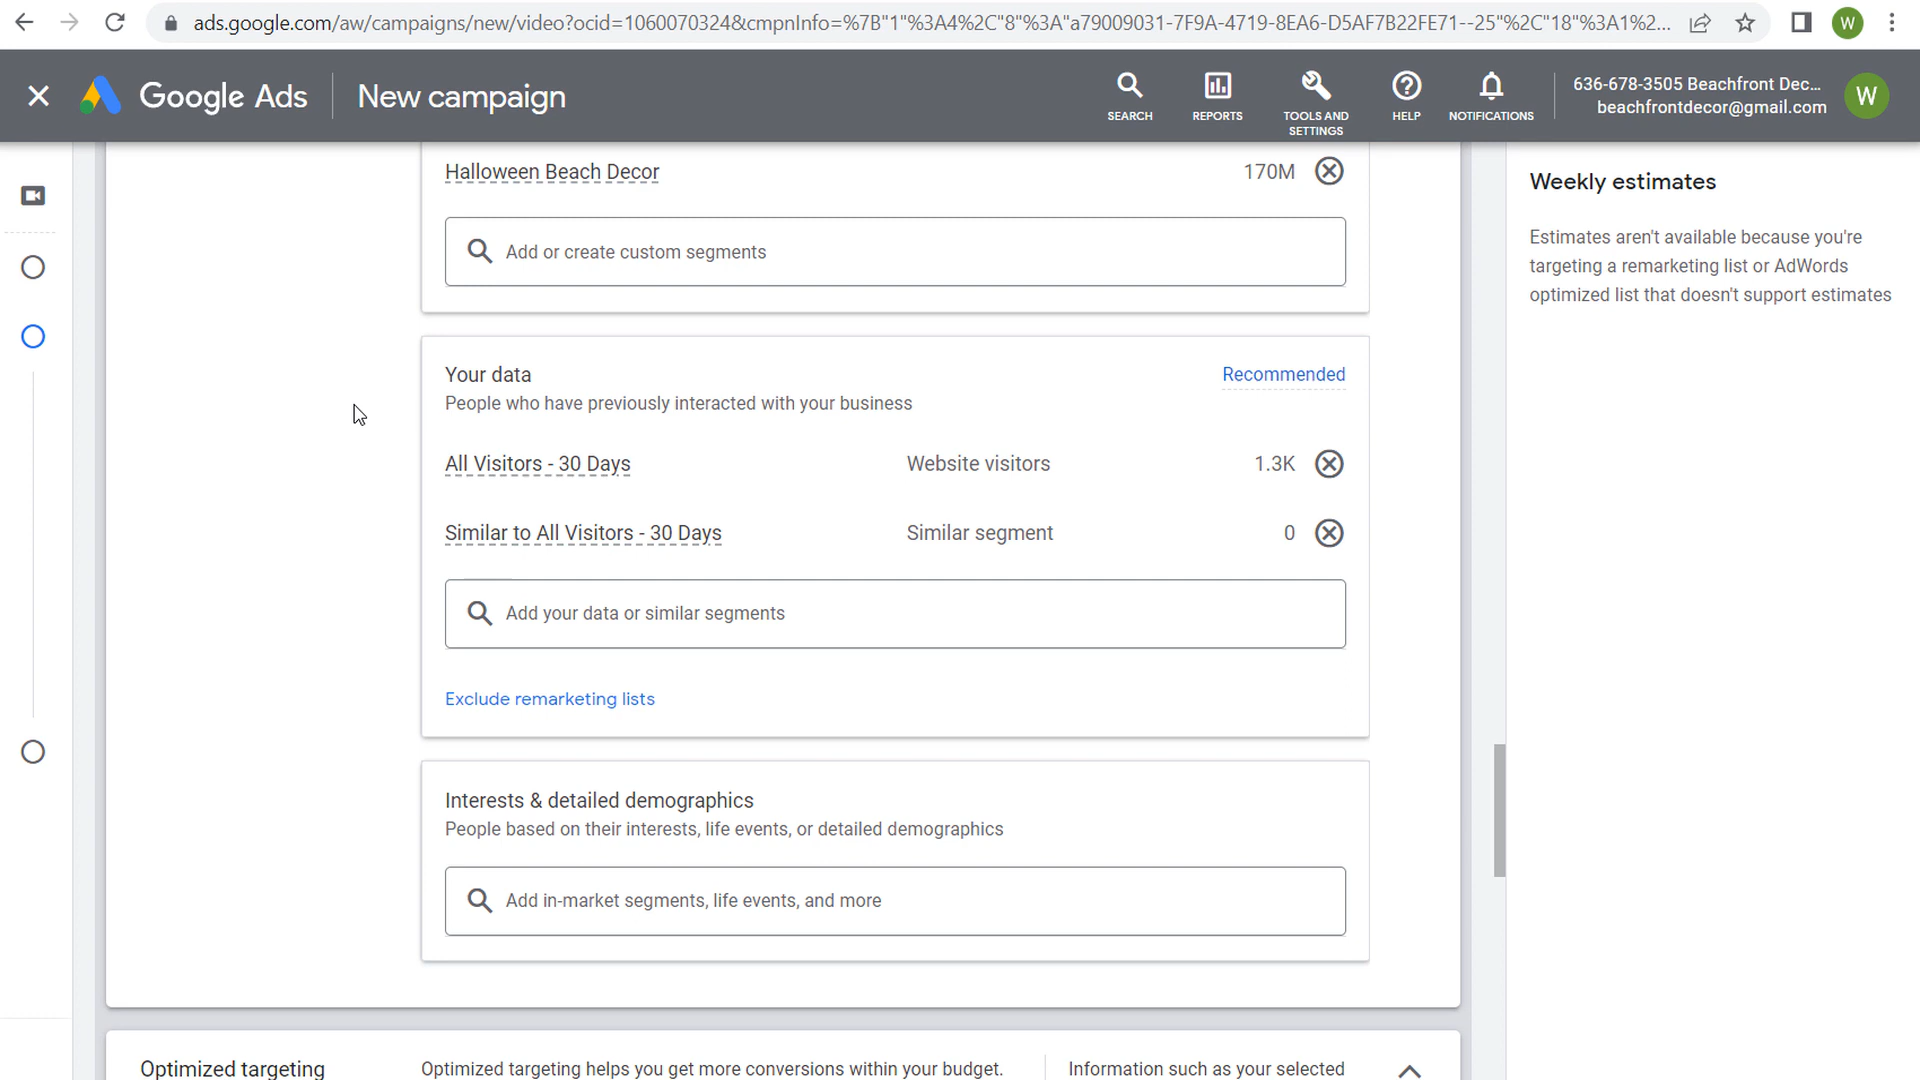 ads.google.com/aw/campaigns/new/video?ocid=1060070324&cmpnInfo=%7B"1"%3A4%2C"8"%3A"a79009031-7F9A-4719-8EA6-D5AF7B22FE71--25"%2C"18"%3A1%2...
W
Google Ads
New campaign
SEARCH
REPORTS
TOOLS AND
SETTINGS
HELP
NOTIFICATIONS
636-678-3505 Beachfront Dec...
beachfrontdecor@gmail.com
W
Halloween Beach Decor 170M
Add or create custom segments
Your data Recommended
People who have previously interacted with your business
All Visitors - 30 Days Website visitors 1.3K
Similar to All Visitors - 30 Days Similar segment 0
Add your data or similar segments
Exclude remarketing lists
Interests & detailed demographics
People based on their interests, life events, or detailed demographics
Add in-market segments, life events, and more
Optimized targeting
Optimized targeting helps you get more conversions within your budget.
Information such as your selected
Weekly estimates
Estimates aren't available because you're
targeting a remarketing list or AdWords
optimized list that doesn't support estimates